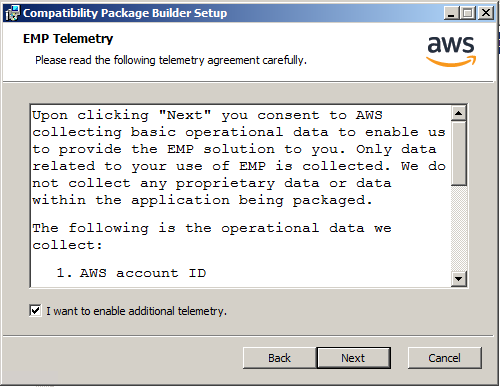 Compatibility Package Builder Setup
EMP Telemetry
Please read the following telemetry agreement carefully.
aws
Upon clicking "Next" you consent to AWS
collecting basic operational data to enable us
to provide the EMP solution to you. Only data
related to your use of EMP is collected. We do
not collect any proprietary data or data
within the application being packaged.
The following is the operational data we
collect:
1. AWS account ID
I want to enable additional telemetry.
Back
Next
Cancel